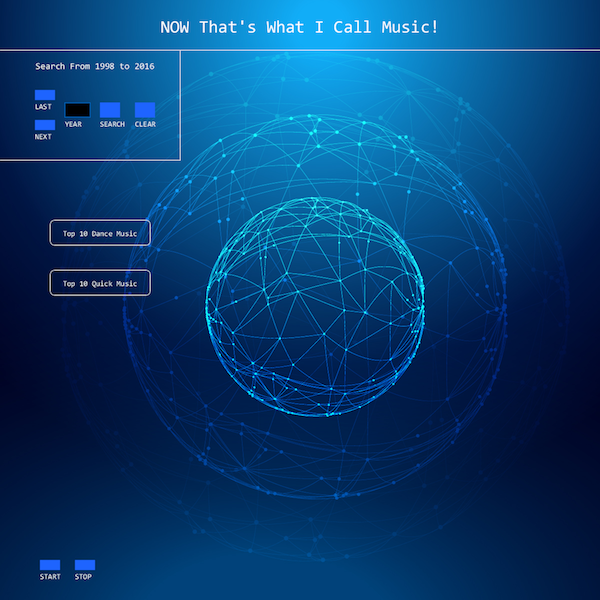 NOW That's What I Call Music!
Search From 1998 to 2016
LAST
NEXT
YEAR
SEARCH
CLEAR
Top 10 Dance Music
Top 10 Quick Music
START
STOP